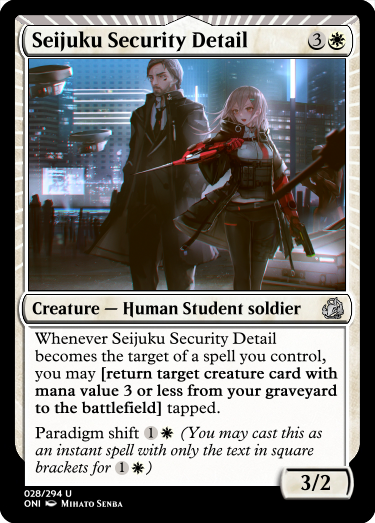 Seijuku Security Detail 3
Creature — Human Student soldier
Whenever Seijuku Security Detail
becomes the target of a spell you control,
you may [return target creature card with
mana value 3 or less from your graveyard
to the battlefield] tapped.
Paradigm shift 1 (You may cast this as
an instant spell with only the text in square
brackets for 1 )
3/2
028/294 U
ONI Mihato Senba